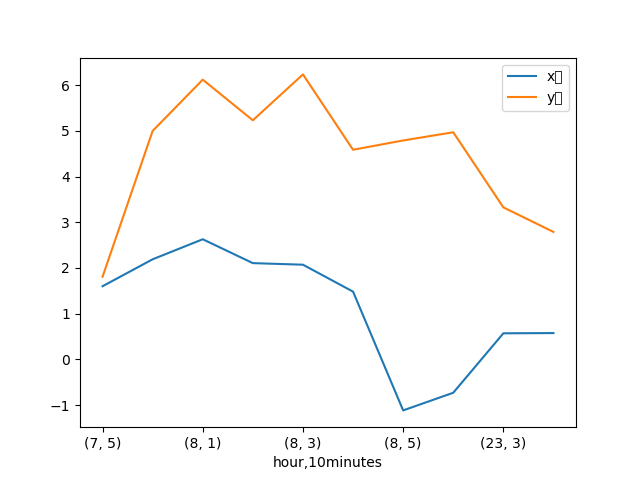 x
y
6
5
4
3
2
1
0
−1
(7, 5) (8, 1) (8, 3) (8, 5) (23, 3)
hour,10minutes